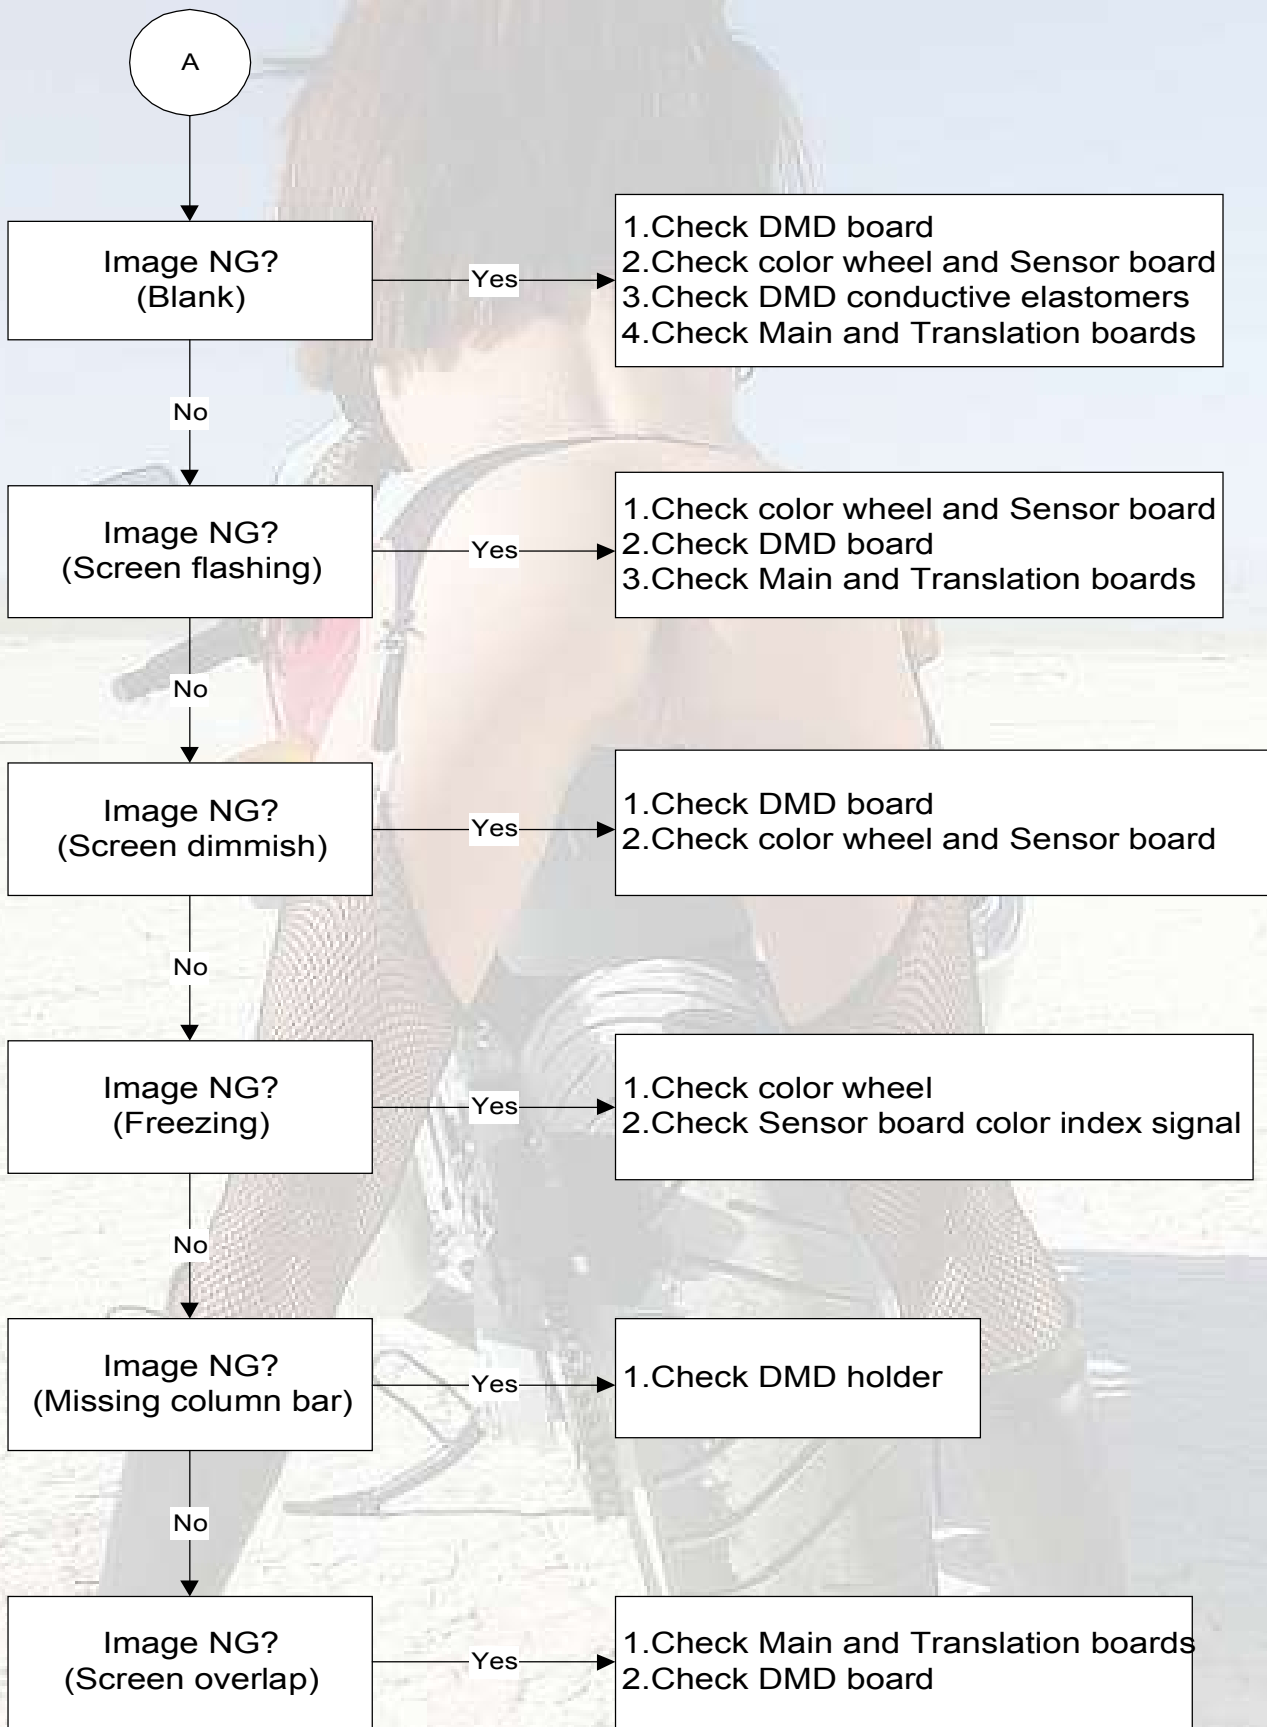 A
Image NG?
(Blank)
Yes
1.Check DMD board
2.Check color wheel and Sensor board
3.Check DMD conductive elastomers
4.Check Main and Translation boards
No
Image NG?
(Screen flashing)
Yes
1.Check color wheel and Sensor board
2.Check DMD board
3.Check Main and Translation boards
No
Image NG?
(Screen dimmish)
Yes
1.Check DMD board
2.Check color wheel and Sensor board
No
Image NG?
(Freezing)
Yes
1.Check color wheel
2.Check Sensor board color index signal
No
Image NG?
(Missing column bar)
Yes
1.Check DMD holder
No
Image NG?
(Screen overlap)
Yes
1.Check Main and Translation boards
2.Check DMD board